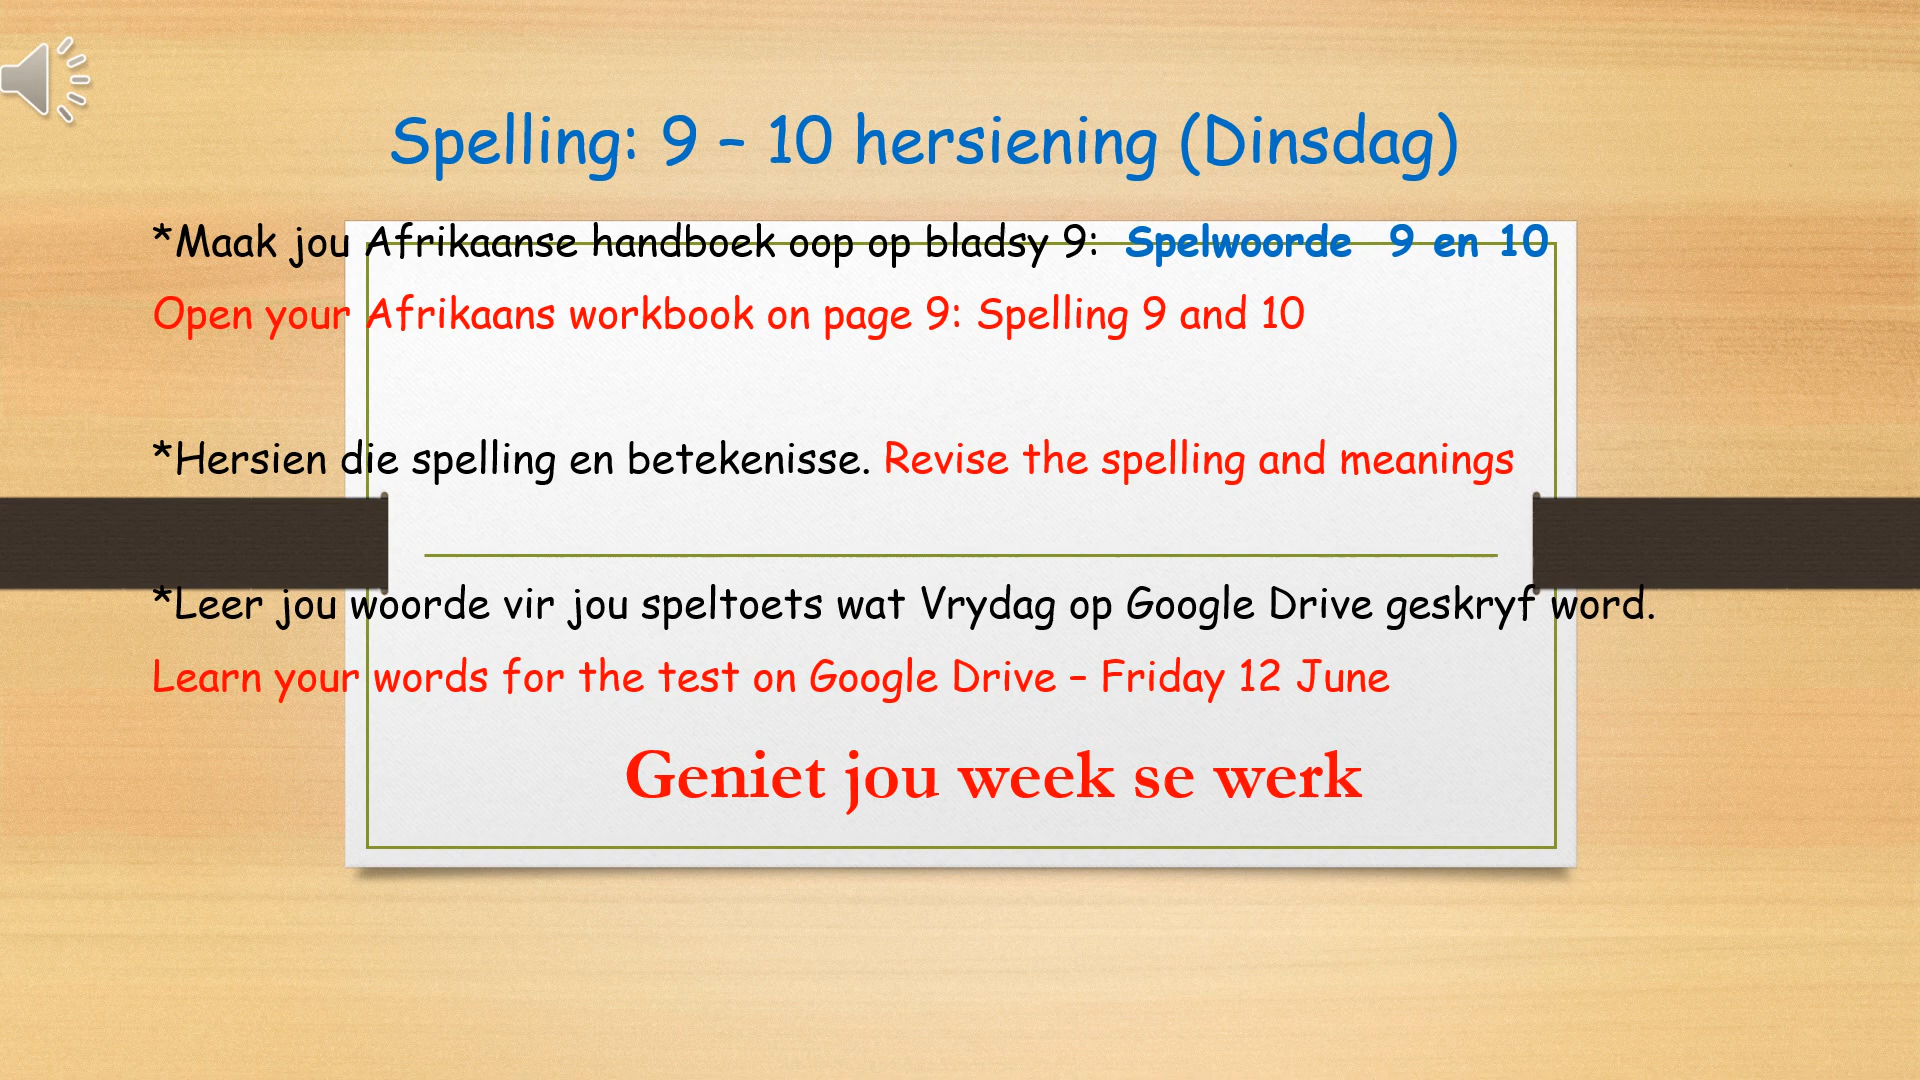 Spelling: 9 – 10 hersiening (Dinsdag)
*Maak jou Afrikaanse handboek oop op bladsy 9: Spelwoorde 9 en 10
Open your Afrikaans workbook on page 9: Spelling 9 and 10
*Hersien die spelling en betekenisse. Revise the spelling and meanings
*Leer jou woorde vir jou speltoets wat Vrydag op Google Drive geskryf word.
Learn your words for the test on Google Drive – Friday 12 June
Geniet jou week se werk